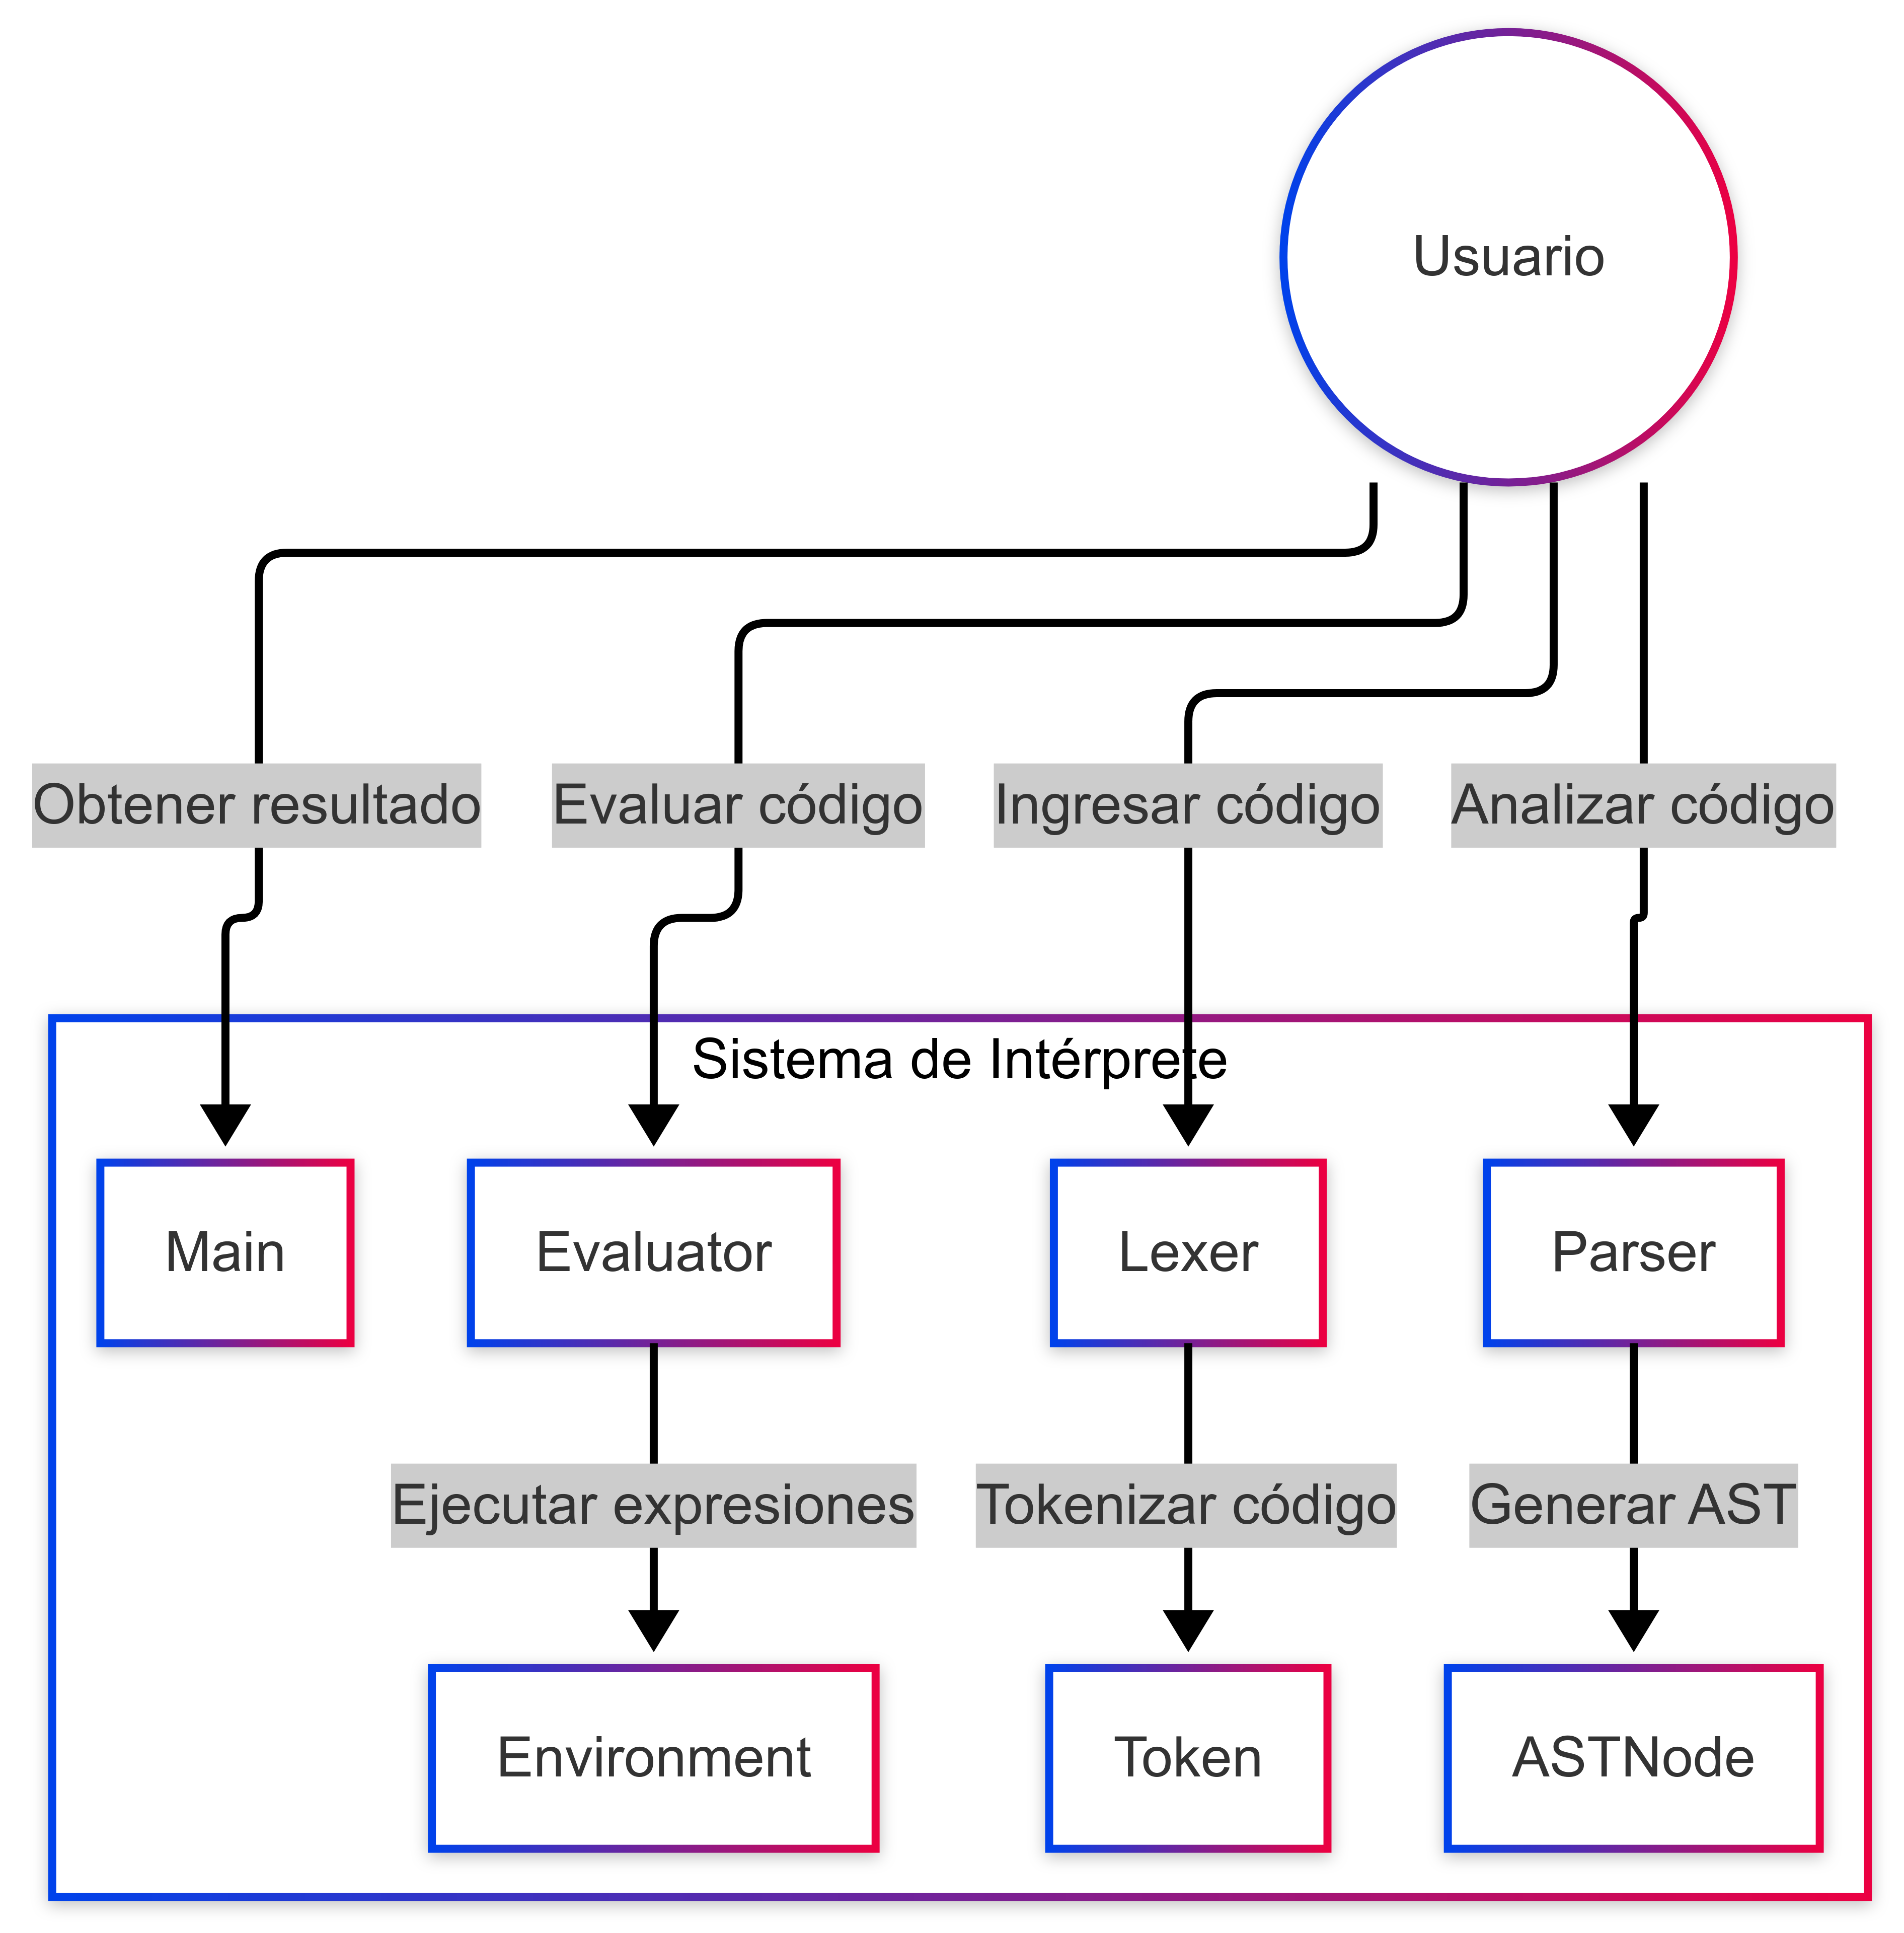 Usuario
Obtener resultado
Evaluar código
Ingresar código
Analizar código
Sistema de Intérprete
Main
Evaluator
Lexer
Parser
Ejecutar expresiones
Tokenizar código
Generar AST
Environment
Token
ASTNode